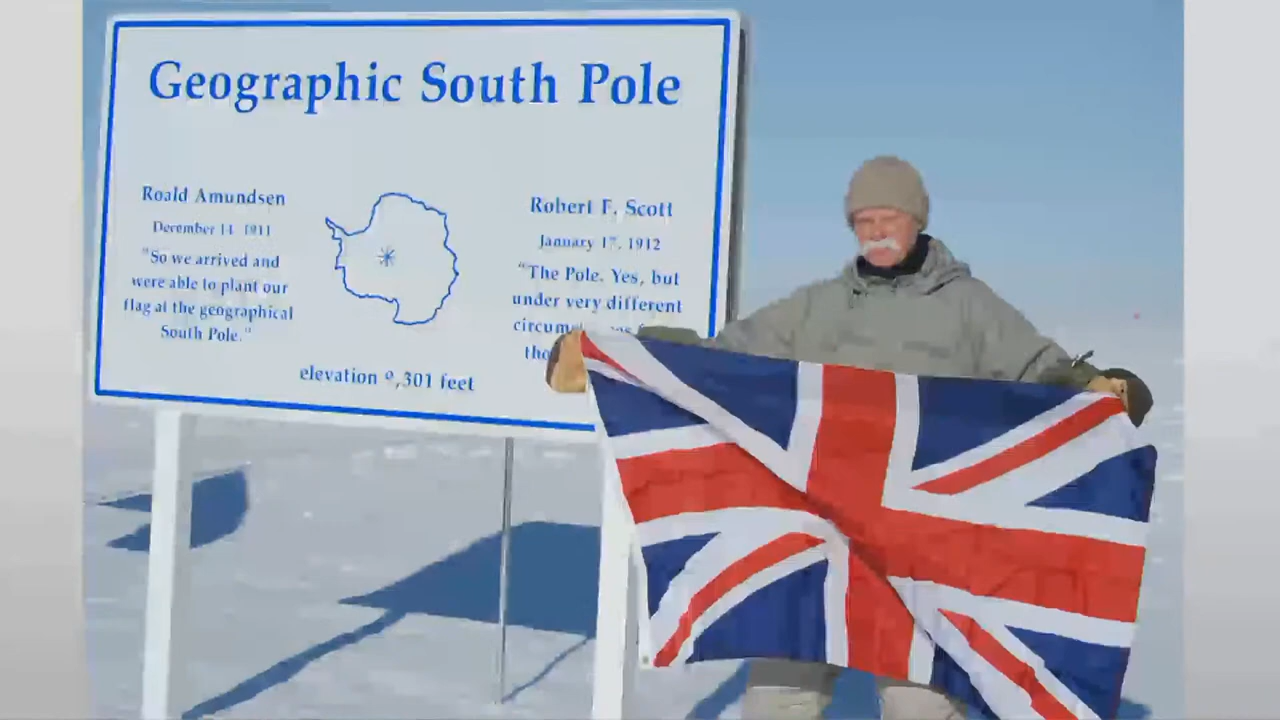 Geographic South Pole
Roald Amundsen
December 14, 1911
"So we arrived and
were able to plant our
flag at the geographical
South Pole."
Robert F. Scott
January 17, 1912
"The Pole. Yes, but
under very different
elevation 9,301 feet